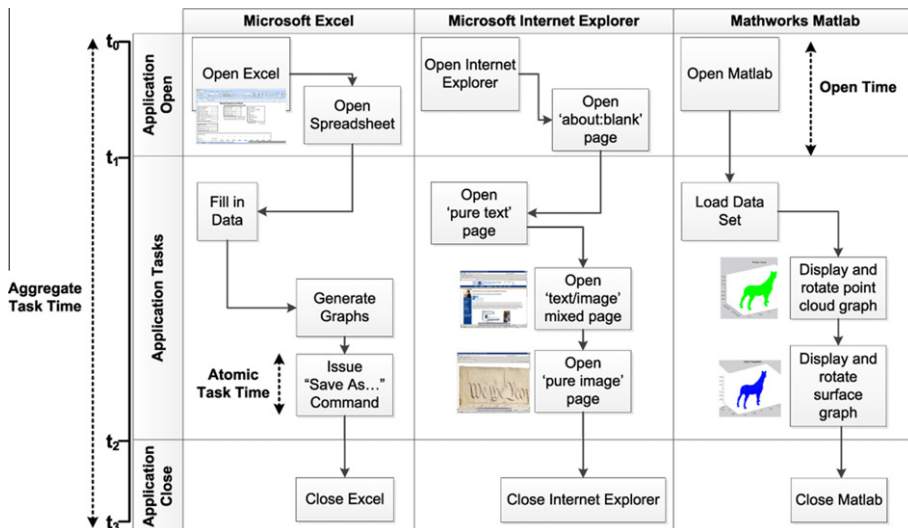 Microsoft Excel
Microsoft Internet Explorer
Mathworks Matlab
t0
Application
Open
Open Excel
Open
Spreadsheet
Open Internet
Explorer
Open
‘about:blank’
page
Open Matlab
Open Time
t1
Aggregate
Task Time
Application Tasks
Fill in
Data
Generate
Graphs
Atomic
Task Time
Issue
“Save As…”
Command
Open
‘pure text’
page
Open
‘text/image’
mixed page
We the Peop
Open
‘pure image’
page
Load Data
Set
Display and
rotate point
cloud graph
Display and
rotate
surface
graph
t2
Application
Close
Close Excel
Close Internet Explorer
Close Matlab
t3